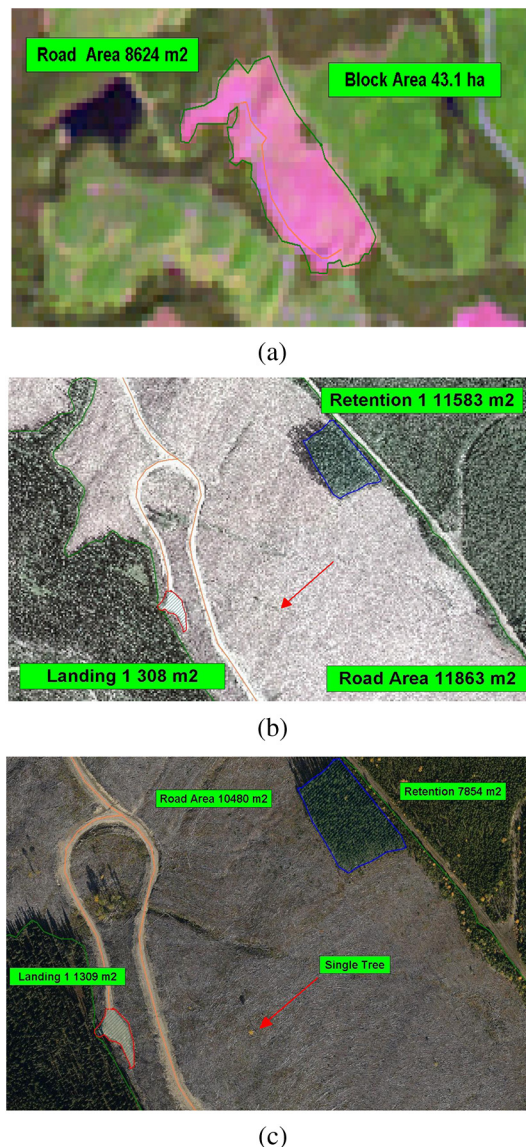 Road Area 8624 m2
Block Area 43.1 ha
(a)
Retention 1 11583 m2
Landing 1 308 m2
Road Area 11863 m2
(b)
Road Area 10480 m2
Retention 7854 m2
Landing 1 1309 m2
Single Tree
(c)